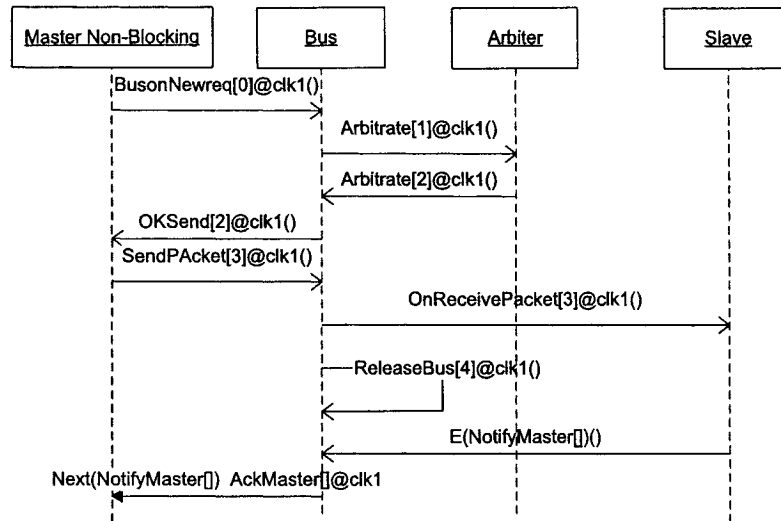 Master Non-Blocking
Bus
Arbiter
Slave
BusonNewreq[0]@clk1()
Arbitrate[1]@clk1()
Arbitrate[2]@clk1()
OKSend[2]@clk1()
SendPAcket[3]@clk1()
OnReceivePacket[3]@clk1()
ReleaseBus[4]@clk1()
E(NotifyMaster[])()
Next(NotifyMaster[]) AckMaster[]@clk1